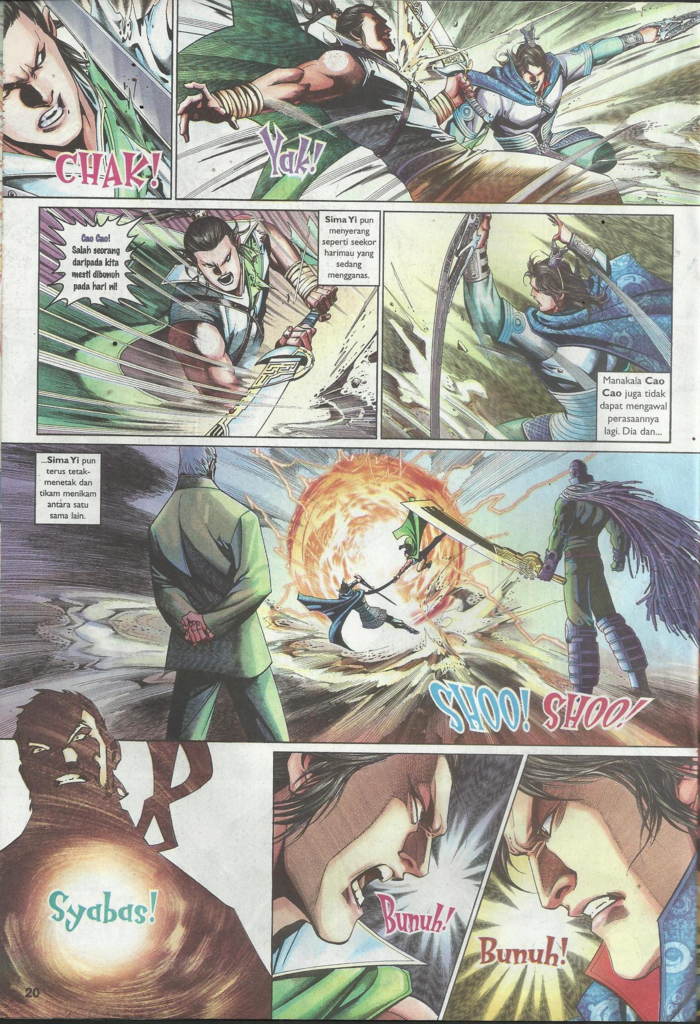 CHAK!
Yak!
Cao Cao!
Salah seorang
daripada kita
mesti dibunuh
pada hari ni!
Sima Yi pun
menyerang
seperti seekor
harimau yang
sedang
mengganas.
Manakala Cao
Cao juga tidak
dapat mengawal
perasaannya
lagi. Dia dan...
...Sima Yi pun
terus tetak-
menetak dan
tikam menikam
antara satu
sama lain.
SHOO! SHOO!
Syabas!
Bunuh!
Bunuh!
20